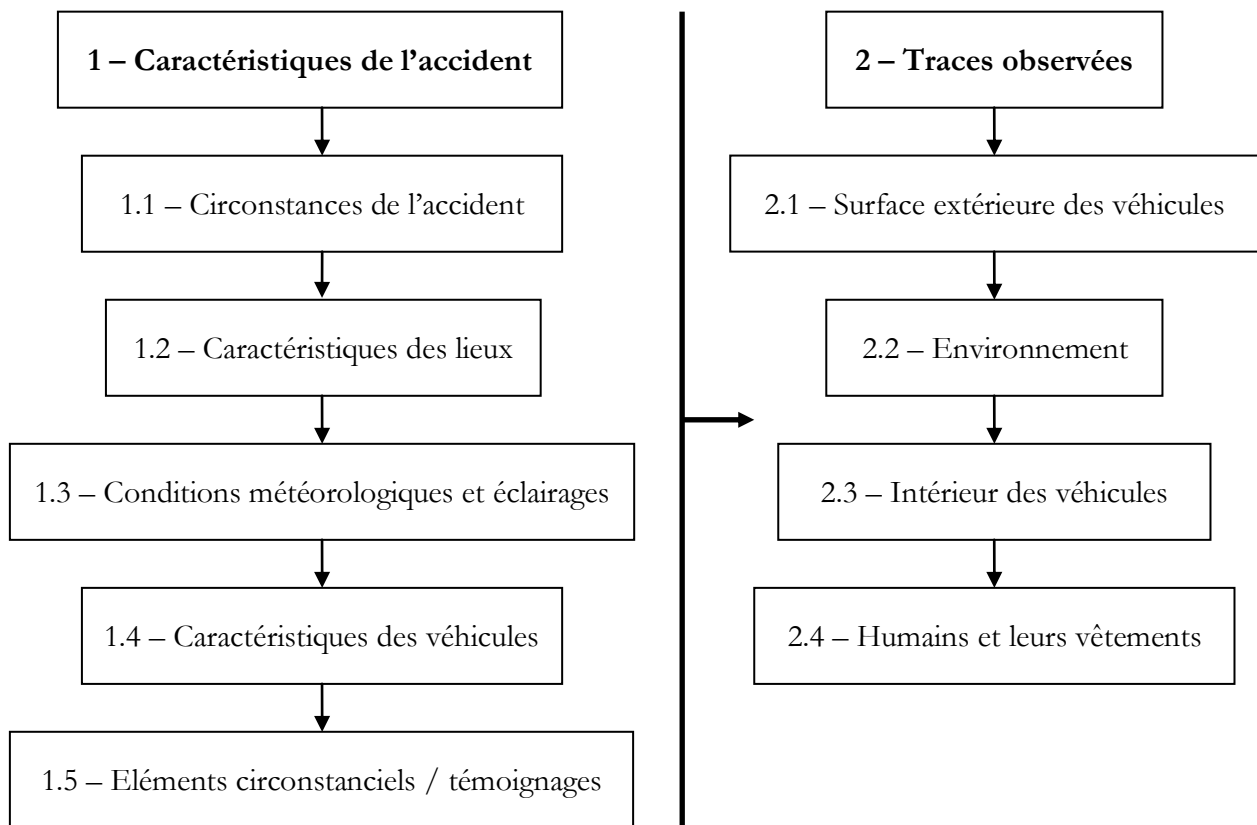 1 – Caractéristiques de l’accident
1.1 – Circonstances de l’accident
1.2 – Caractéristiques des lieux
1.3 – Conditions météorologiques et éclairages
1.4 – Caractéristiques des véhicules
1.5 – Eléments circonstanciels / témoignages
2 – Traces observées
2.1 – Surface extérieure des véhicules
2.2 – Environnement
2.3 – Intérieur des véhicules
2.4 – Humains et leurs vêtements